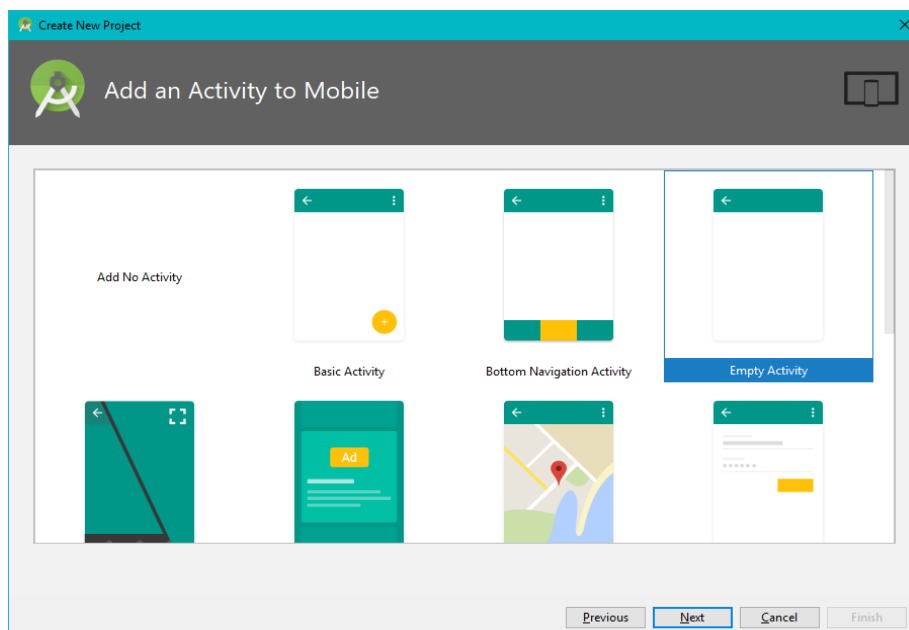 Create New Project
Add an Activity to Mobile
Add No Activity
Basic Activity
Bottom Navigation Activity
Empty Activity
Ad
Previous
Next
Cancel
Finish